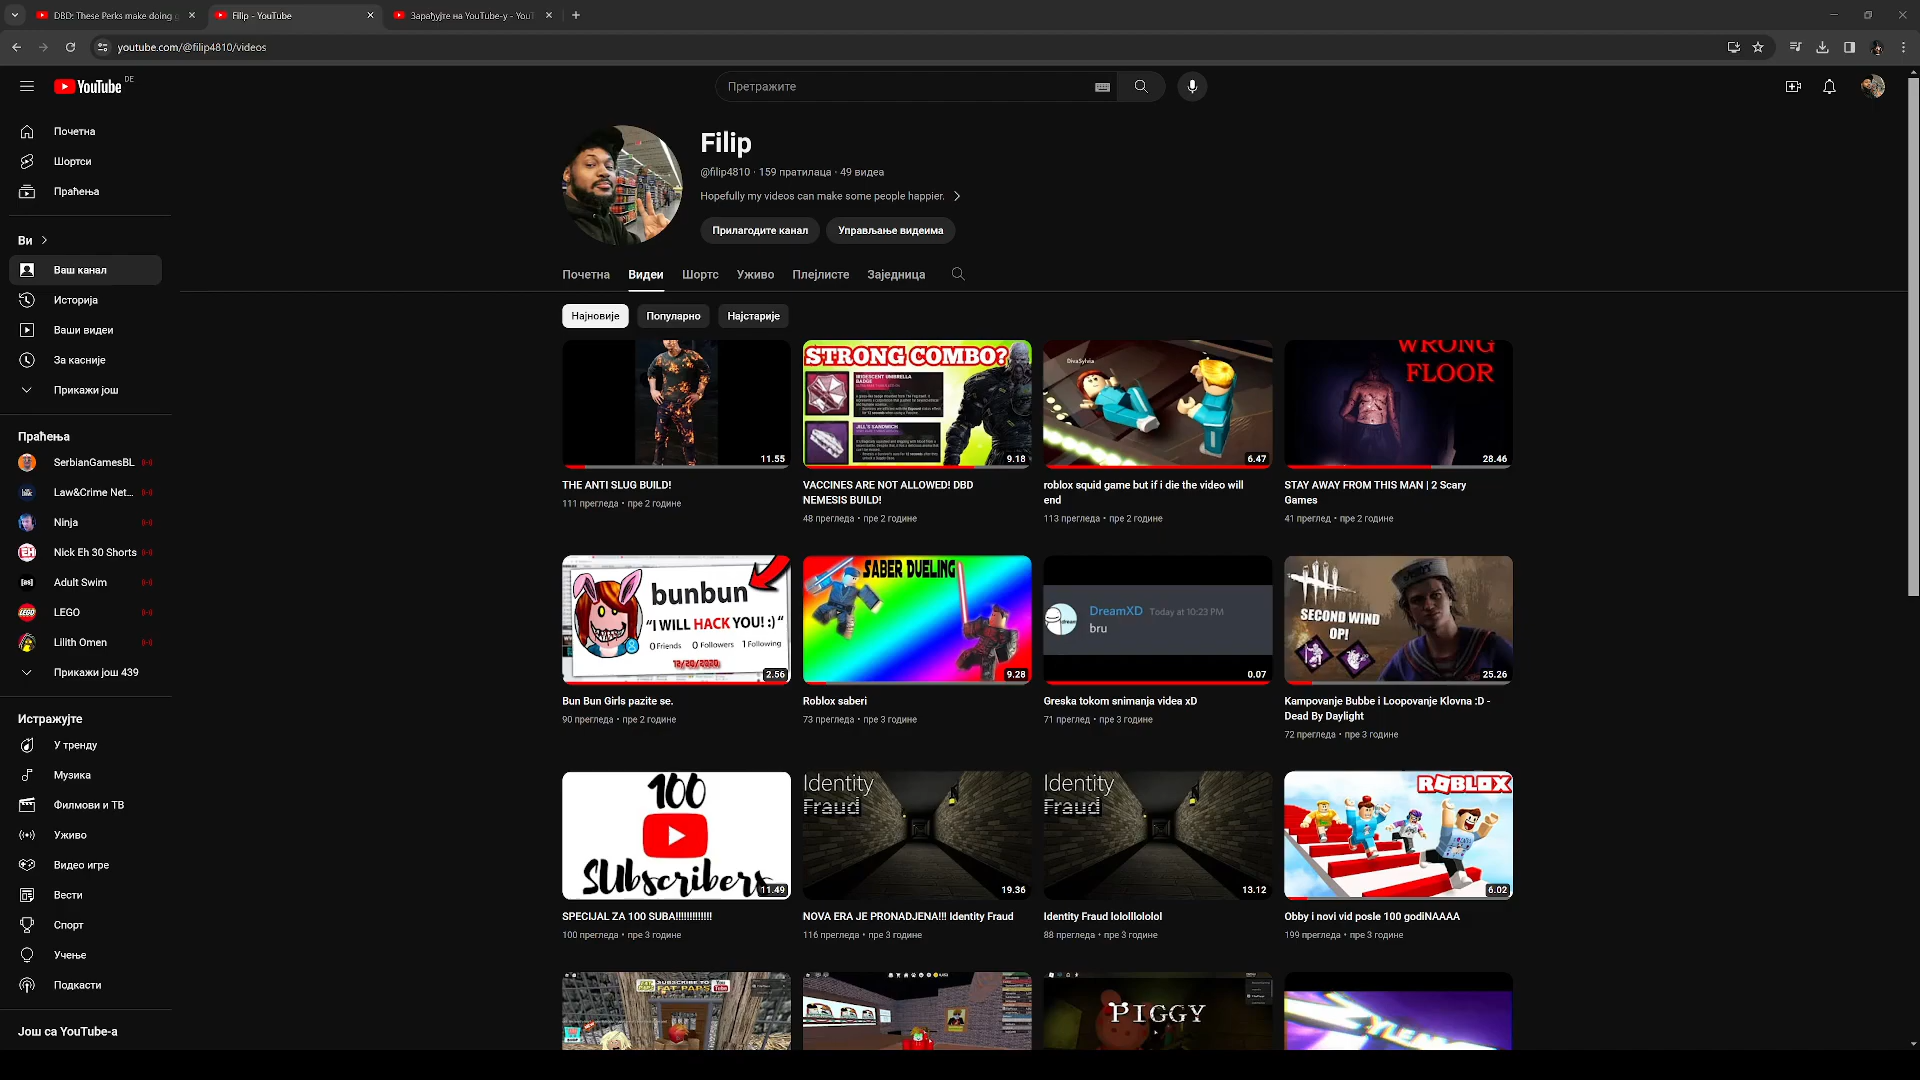 DBD: These Perks make doing g
Filip - YouTube
Зарађујте на YouTube-у - YouT
youtube.com/@filip4810/videos
YouTube DE
Претражите
Почетна
Шортси
Праћења
Ви
Ваш канал
Историја
Ваши видеи
За касније
Прикажи још
Праћења
SerbianGamesBL
Law&Crime Net...
Ninja
Nick Eh 30 Shorts
Adult Swim
LEGO
Lilith Omen
Прикажи још 439
Истражујте
У тренду
Музика
Филмови и ТВ
Уживо
Видео игре
Вести
Спорт
Учење
Подкасти
Још са YouTube-а
Filip
@filip4810 · 159 пратилаца · 49 видеа
Hopefully my videos can make some people happier.
Прилагодите канал
Управљање видеима
Почетна
Видеи
Шортс
Уживо
Плејлисте
Заједница
Најновије
Популарно
Најстарије
11.55
THE ANTI SLUG BUILD!
111 прегледа • пре 2 године
STRONG COMBO?
IRIDESCENT UMBRELLA
BADGE
JILL'S SANDWICH
9.18
VACCINES ARE NOT ALLOWED! DBD
NEMESIS BUILD!
48 прегледа • пре 2 године
DivaSylvia
6.47
roblox squid game but if i die the video will
end
113 прегледа • пре 2 године
WRONG
FLOOR
28.46
STAY AWAY FROM THIS MAN | 2 Scary
Games
41 преглед • пре 2 године
bunbun
"I WILL HACK YOU! :) "
0 Friends 0 Followers 1 Following
12/20/2020
2.56
Bun Bun Girls pazite se.
90 прегледа • пре 2 године
SABER DUELING
9.28
Roblox saberi
73 прегледа • пре 3 године
DreamXD Today at 10:23 PM
bru
0.07
Greska tokom snimanja videa xD
71 преглед • пре 3 године
SECOND WIND
OP!
25.26
Kampovanje Bubbe i Loopovanje Klovna :D -
Dead By Daylight
72 прегледа • пре 3 године
100
SUbscribers
11.49
SPECIJAL ZA 100 SUBA!!!!!!!!!!!!!
100 прегледа • пре 3 године
Identity
Fraud
19.36
NOVA ERA JE PRONADJENA!!! Identity Fraud
116 прегледа • пре 3 године
Identity
Fraud
13.12
Identity Fraud lolollololol
88 прегледа • пре 3 године
ROBLOX
6.02
Obby i novi vid posle 100 godiNAAAA
199 прегледа • пре 3 године
SUBSCRIBE TO
FAT PAPS
PIGGY